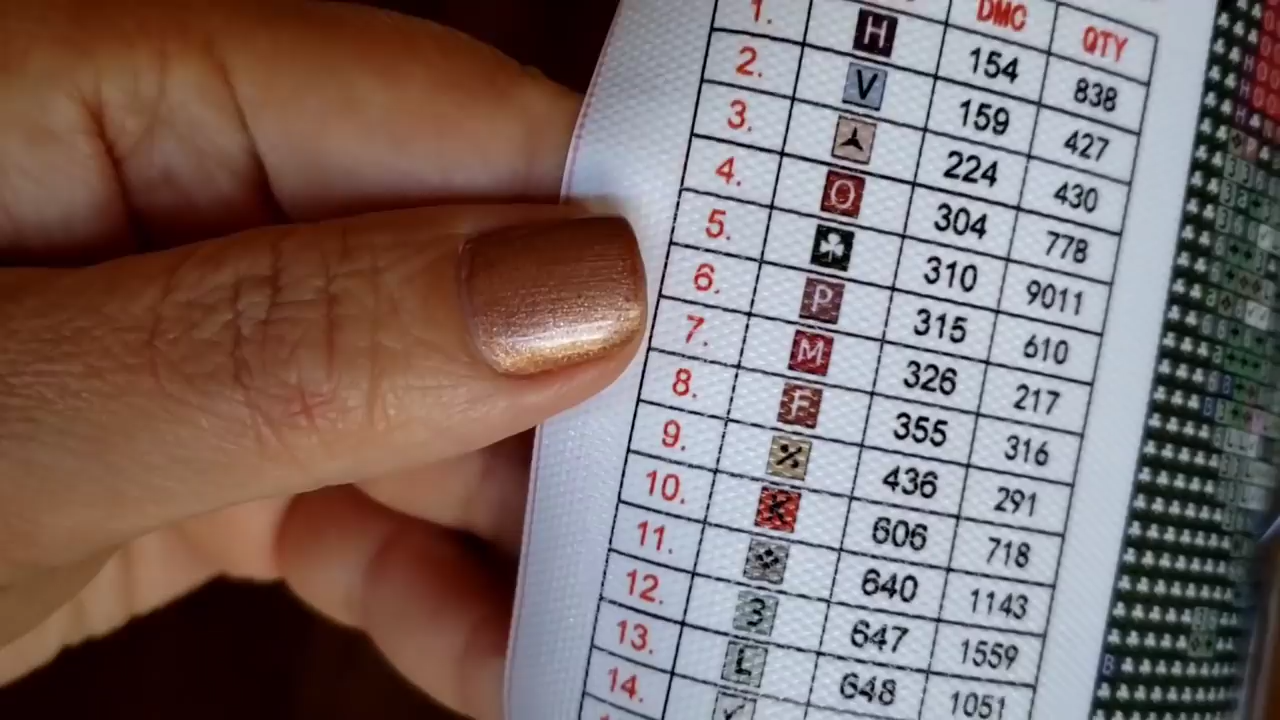 DMC QTY
1. H 154 838
2. V 159 427
3. 224 430
4. O 304 778
5. ♣ 310 9011
6. P 315 610
7. M 326 217
8. F 355 316
9. % 436 291
10. K 606 718
11. ❖ 640 1143
12. 3 647 1559
13. L 648 1051
14. ✓